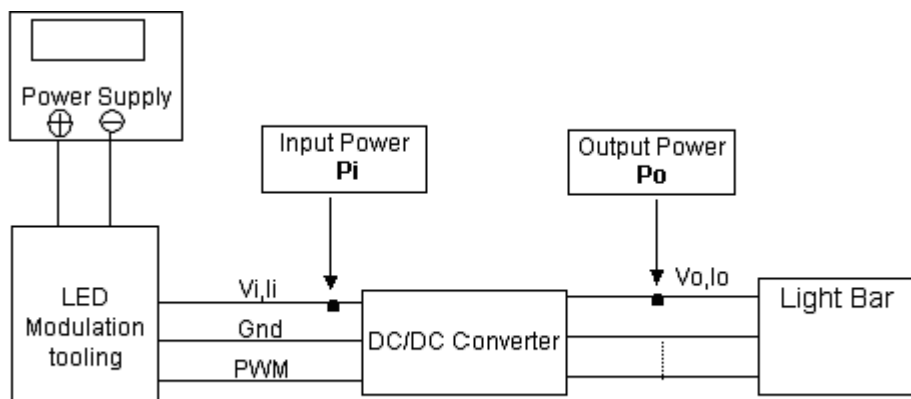 Power Supply
Input Power
Pi
Output Power
Po
LED
Modulation
tooling
Vi,Ii
Gnd
PWM
DC/DC Converter
Vo,Io
Light Bar